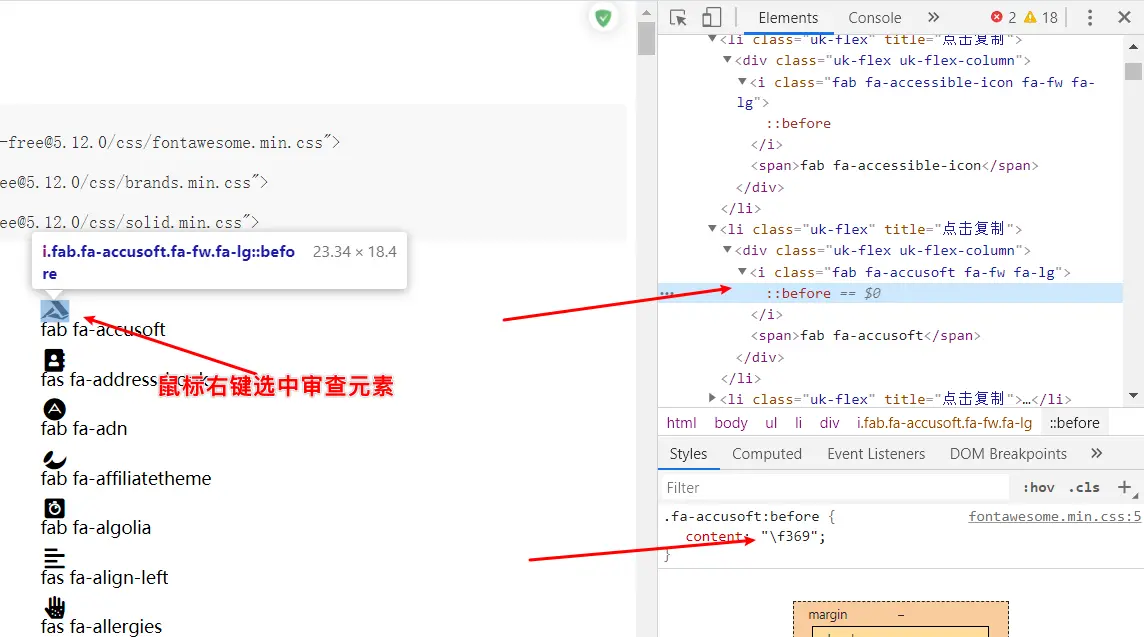 -free@5.12.0/css/fontawesome.min.css">
ee@5.12.0/css/brands.min.css">
ee@5.12.0/css/solid.min.css">
i.fab.fa-accusoft.fa-fw.fa-lg::befo
re
23.34 × 18.4
fab fa-accusoft
鼠标右键选中审查元素
fas fa-address-book
fab fa-adn
fab fa-affiliatetheme
fab fa-algolia
fas fa-align-left
fas fa-allergies
Elements Console » 2 18
▼<li class="uk-flex" title="点击复制">
▼<div class="uk-flex uk-flex-column">
▼<i class="fab fa-accessible-icon fa-fw fa-
lg">
::before
</i>
<span>fab fa-accessible-icon</span>
</div>
</li>
▼<li class="uk-flex" title="点击复制">
▼<div class="uk-flex uk-flex-column">
▼<i class="fab fa-accusoft fa-fw fa-lg">
::before == $0
</i>
<span>fab fa-accusoft</span>
</div>
</li>
▶<li class="uk-flex" title="点击复制">…</li>
html body ul li div i.fab.fa-accusoft.fa-fw.fa-lg ::before
Styles Computed Event Listeners DOM Breakpoints »
Filter :hov .cls +
.fa-accusoft:before { fontawesome.min.css:5
content: "\f369";
}
margin –